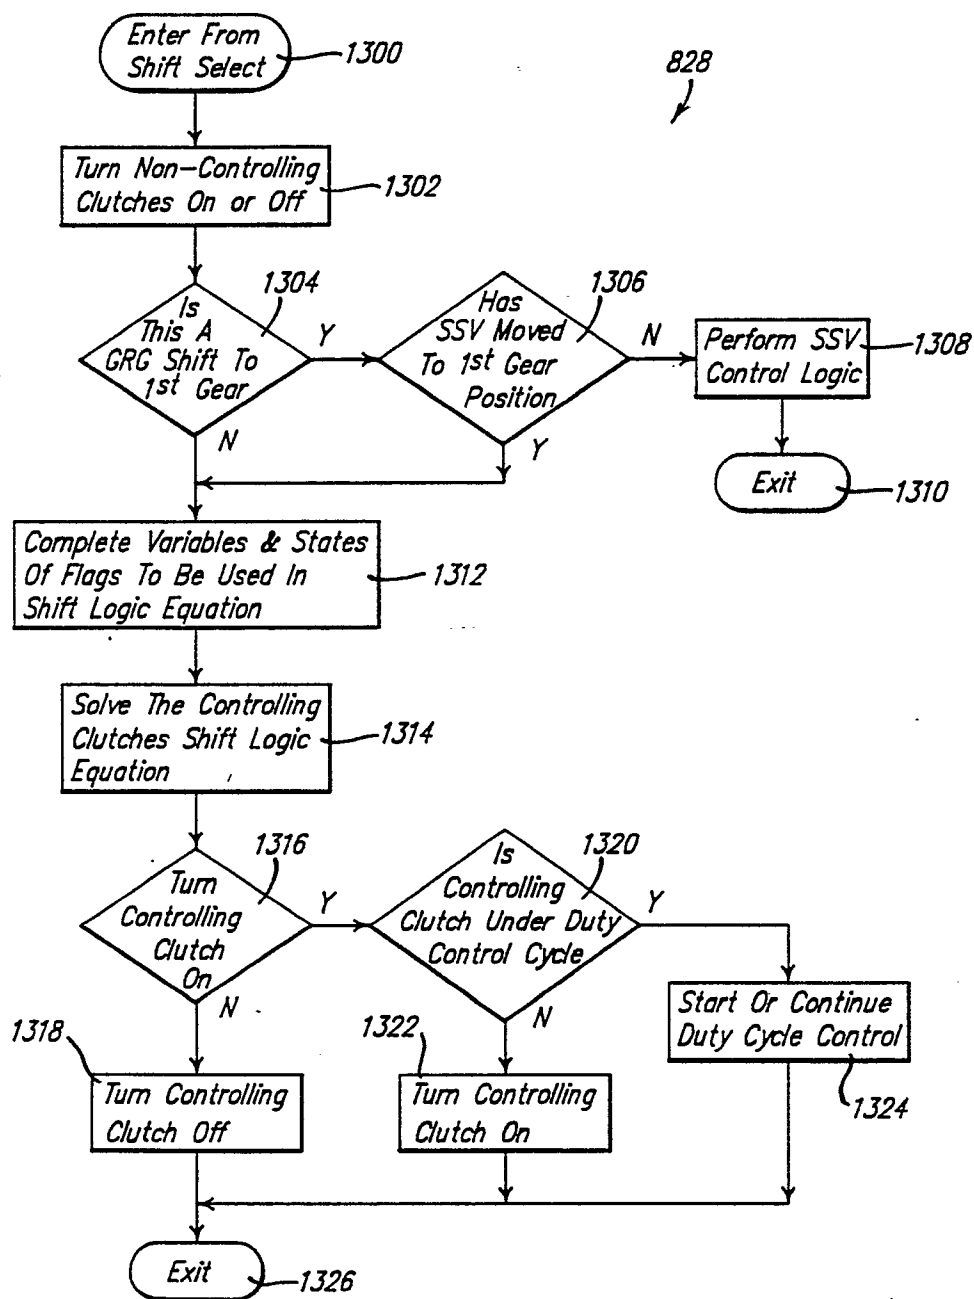 Enter From
Shift Select
1300
828
Turn Non-Controlling
Clutches On or Off
1302
Is
This A
GRG Shift To
1st Gear
1304
Y
N
Has
SSV Moved
To 1st Gear
Position
1306
N
Y
Perform SSV
Control Logic
1308
Exit
1310
Complete Variables & States
Of Flags To Be Used In
Shift Logic Equation
1312
Solve The Controlling
Clutches Shift Logic
Equation
1314
Turn
Controlling
Clutch
On
1316
Y
N
Is
Controlling
Clutch Under Duty
Control Cycle
1320
Y
N
Start Or Continue
Duty Cycle Control
1324
1318
Turn Controlling
Clutch Off
1322
Turn Controlling
Clutch On
Exit
1326